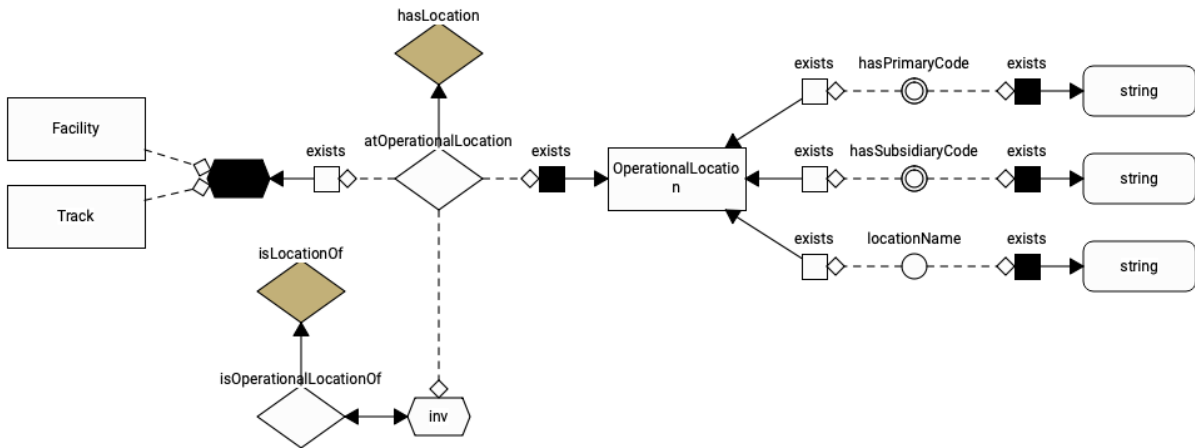 hasLocation
exists
hasPrimaryCode
exists
string
Facility
atOperationalLocation
exists
exists
OperationalLocatio
n
exists
hasSubsidiaryCode
exists
string
Track
isLocationOf
exists
locationName
exists
string
isOperationalLocationOf
inv